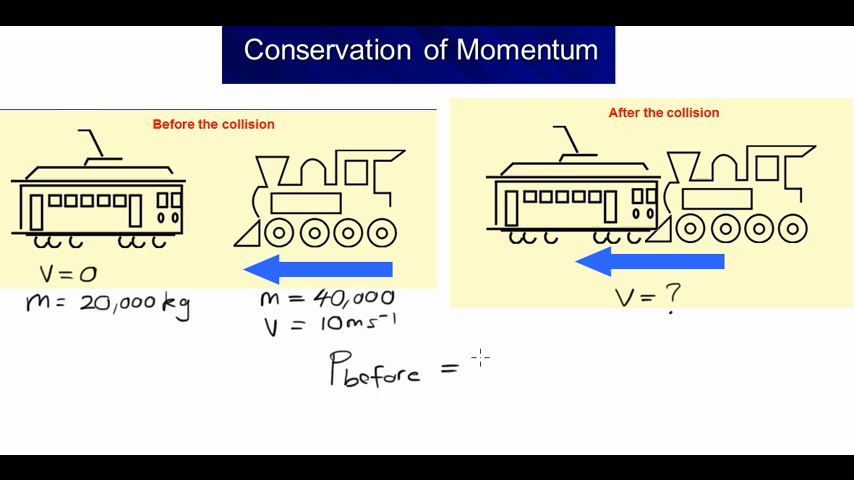 Conservation of Momentum
Before the collision
After the collision
V = 0
m = 20,000 kg
m = 40,000
V = 10 ms⁻¹
V = ?
Pbefore =